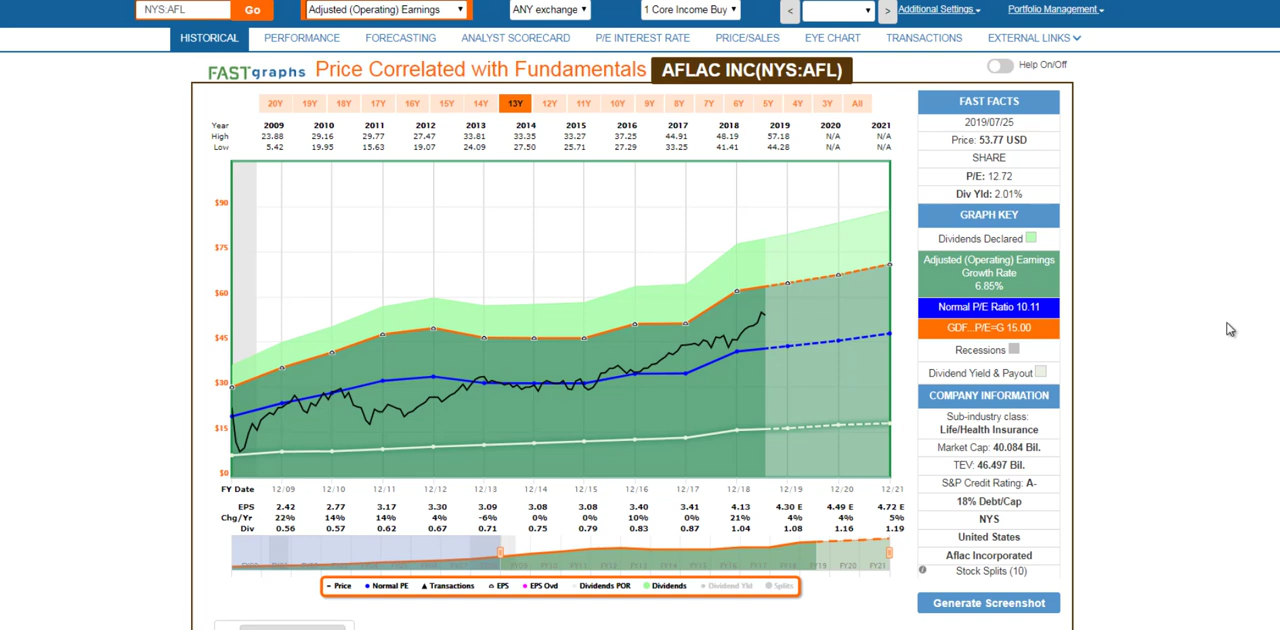 NYS:AFL Go Adjusted (Operating) Earnings ANY exchange 1 Core Income Buy < > Additional Settings Portfolio Management
HISTORICAL PERFORMANCE FORECASTING ANALYST SCORECARD P/E INTEREST RATE PRICE/SALES EYE CHART TRANSACTIONS EXTERNAL LINKS
FASTgraphs Price Correlated with Fundamentals AFLAC INC(NYS:AFL) Help On/Off
20Y 19Y 18Y 17Y 16Y 15Y 14Y 13Y 12Y 11Y 10Y 9Y 8Y 7Y 6Y 5Y 4Y 3Y All
Year 2009 2010 2011 2012 2013 2014 2015 2016 2017 2018 2019 2020 2021
High 23.88 29.16 29.77 27.47 33.81 33.35 33.27 37.25 44.91 48.19 57.18 N/A N/A
Low 5.42 19.95 15.63 19.07 24.09 27.50 25.71 27.29 33.25 41.41 44.28 N/A N/A
$90
$75
$60
$45
$30
$15
$0
FY Date 12/09 12/10 12/11 12/12 12/13 12/14 12/15 12/16 12/17 12/18 12/19 12/20 12/21
EPS 2.42 2.77 3.17 3.30 3.09 3.08 3.08 3.40 3.41 4.13 4.30 E 4.49 E 4.72 E
Chg/Yr 22% 14% 14% 4% -6% 0% 0% 10% 0% 21% 4% 4% 5%
Div 0.56 0.57 0.62 0.67 0.71 0.75 0.79 0.83 0.87 1.04 1.08 1.16 1.19
FY10 FY11 FY12 FY13 FY14 FY15 FY16 FY17 FY18 FY19 FY20 FY21
Price Normal PE Transactions EPS EPS Ovd Dividends POR Dividends Dividend Yld Splits
FAST FACTS
2019/07/25
Price: 53.77 USD
SHARE
P/E: 12.72
Div Yld: 2.01%
GRAPH KEY
Dividends Declared
Adjusted (Operating) Earnings
Growth Rate
6.85%
Normal P/E Ratio 10.11
GDF...P/E=G 15.00
Recessions
Dividend Yield & Payout
COMPANY INFORMATION
Sub-industry class:
Life/Health Insurance
Market Cap: 40.084 Bil.
TEV: 46.497 Bil.
S&P Credit Rating: A-
18% Debt/Cap
NYS
United States
Aflac Incorporated
Stock Splits (10)
Generate Screenshot